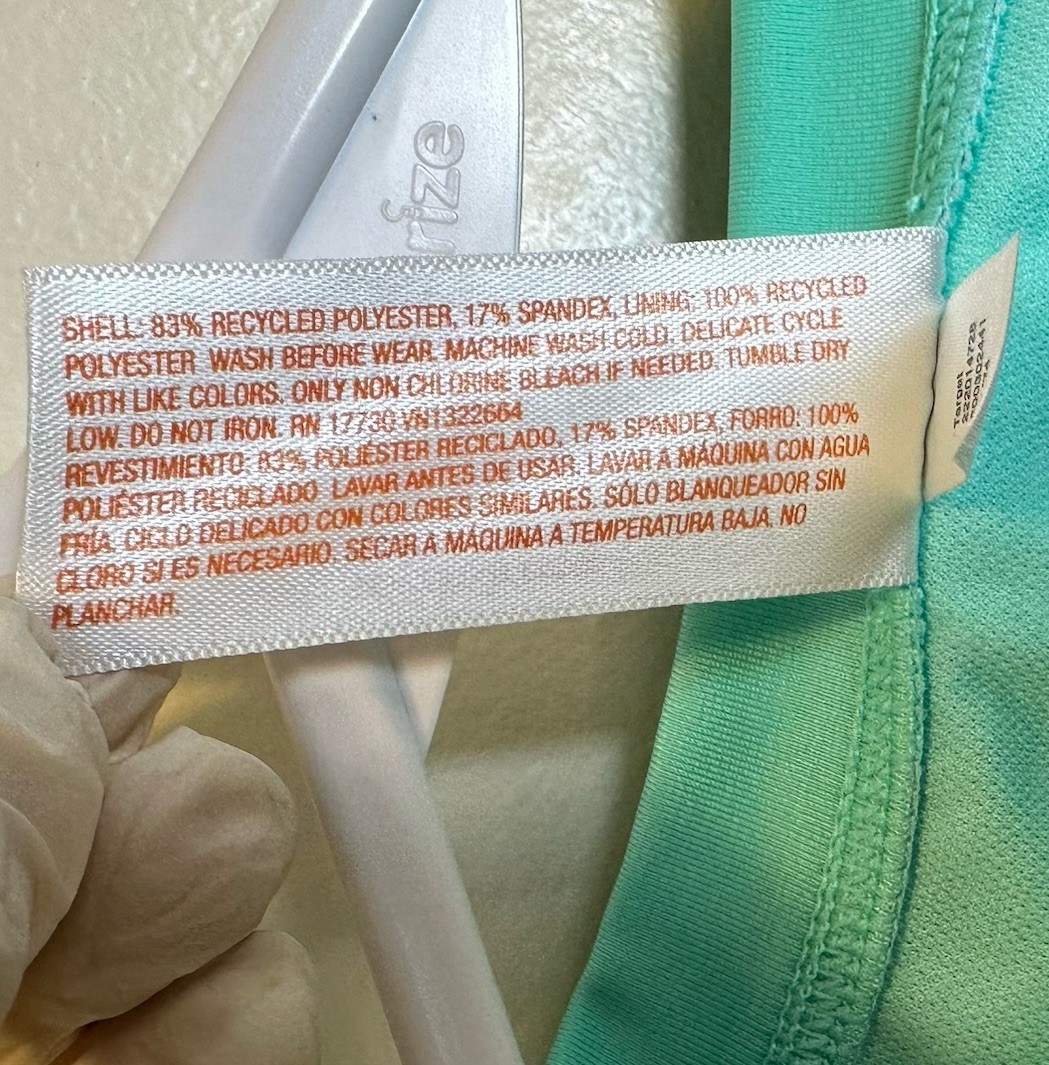 rize
SHELL: 83% RECYCLED POLYESTER, 17% SPANDEX, LINING: 100% RECYCLED
POLYESTER WASH BEFORE WEAR. MACHINE WASH COLD. DELICATE CYCLE
WITH LIKE COLORS. ONLY NON CHLORINE BLEACH IF NEEDED. TUMBLE DRY
LOW. DO NOT IRON. RN 17730 VN 1322664
REVESTIMIENTO: 83% POLIÉSTER RECICLADO, 17% SPANDEX, FORRO: 100%
POLIÉSTER RECICLADO LAVAR ANTES DE USAR. LAVAR A MÁQUINA CON AGUA
FRÍA. CICLO DELICADO CON COLORES SIMILARES. SÓLO BLANQUEADOR SIN
CLORO SI ES NECESARIO. SECAR A MÁQUINA A TEMPERATURA BAJA. NO
PLANCHAR.
Target